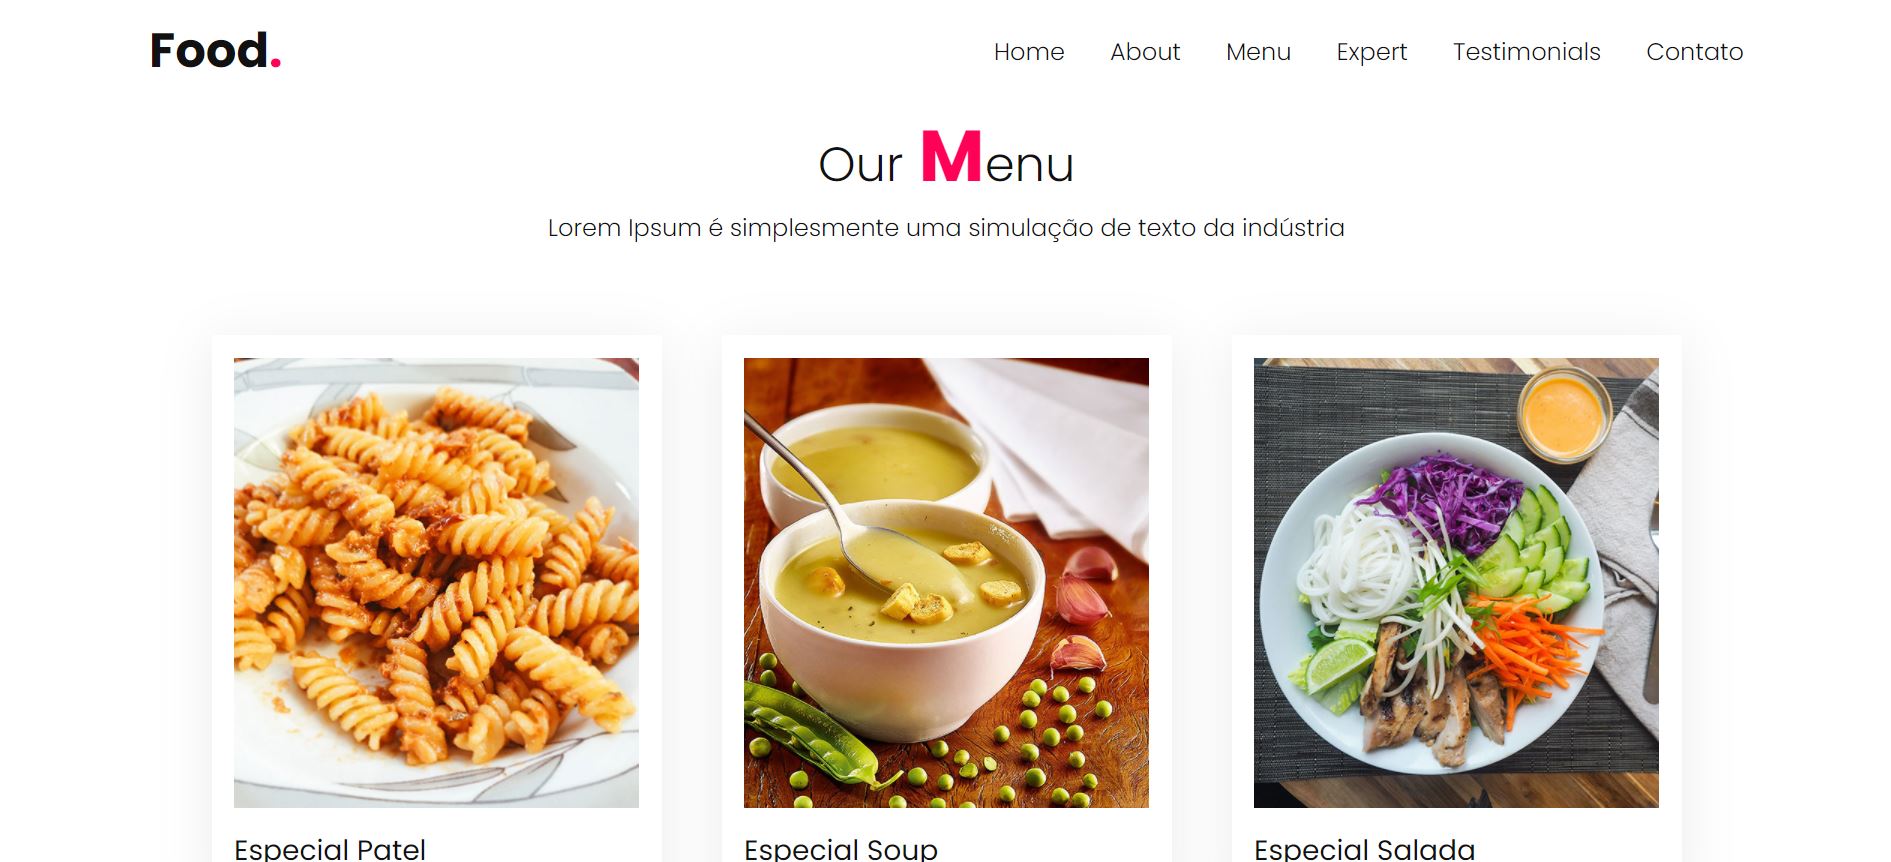 Food.
Home About Menu Expert Testimonials Contato
Our Menu
Lorem Ipsum é simplesmente uma simulação de texto da indústria
Especial Patel
Especial Soup
Especial Salada